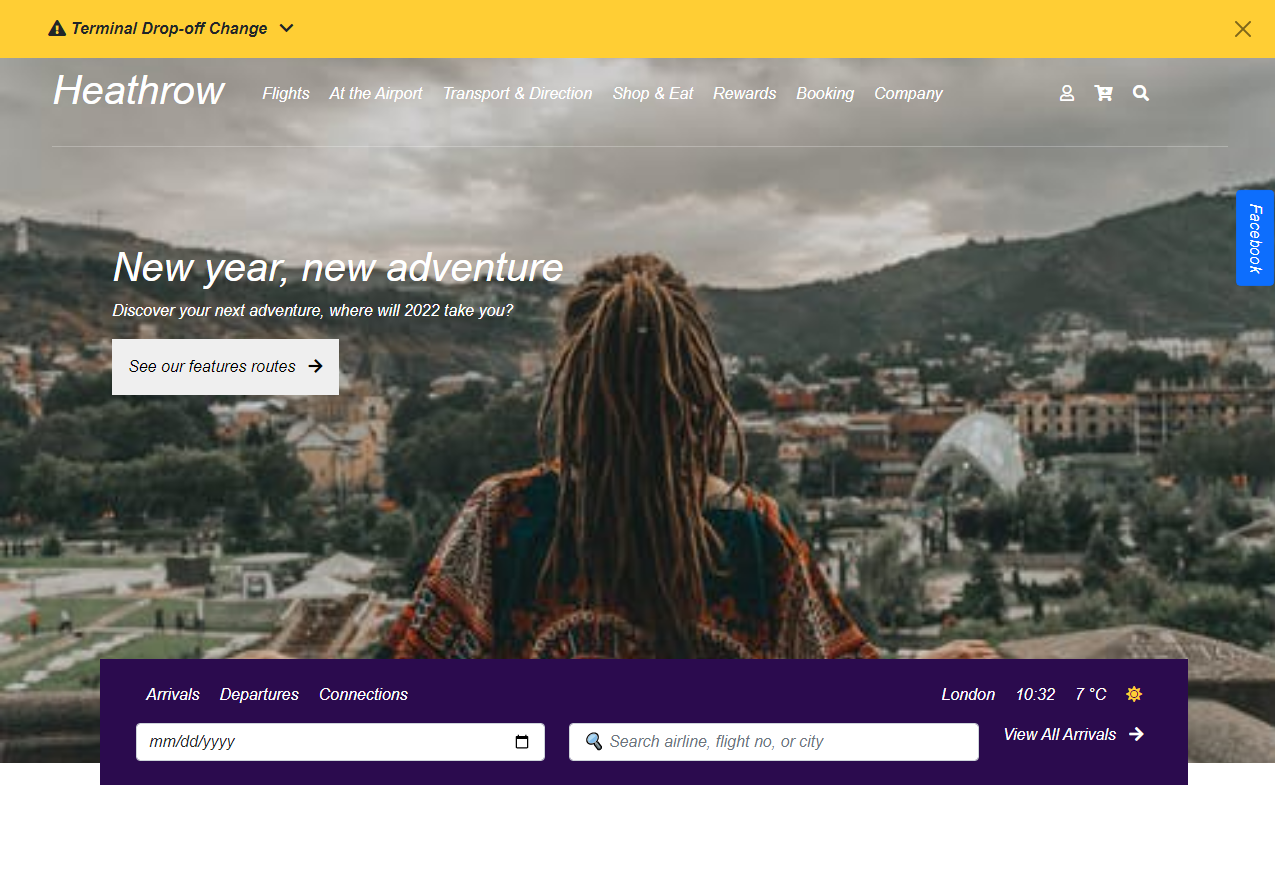 Terminal Drop-off Change
Heathrow Flights At the Airport Transport & Direction Shop & Eat Rewards Booking Company
Facebook
New year, new adventure
Discover your next adventure, where will 2022 take you?
See our features routes
Arrivals Departures Connections London 10:32 7 °C
mm/dd/yyyy Search airline, flight no, or city View All Arrivals